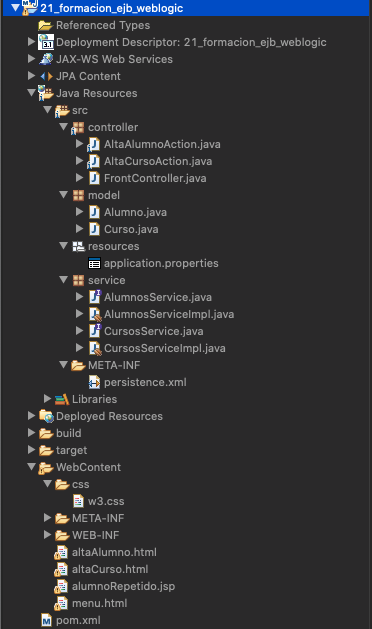 21_formacion_ejb_weblogic
Referenced Types
Deployment Descriptor: 21_formacion_ejb_weblogic
JAX-WS Web Services
JPA Content
Java Resources
src
controller
AltaAlumnoAction.java
AltaCursoAction.java
FrontController.java
model
Alumno.java
Curso.java
resources
application.properties
service
AlumnosService.java
AlumnosServiceImpl.java
CursosService.java
CursosServiceImpl.java
META-INF
persistence.xml
Libraries
Deployed Resources
build
target
WebContent
css
w3.css
META-INF
WEB-INF
altaAlumno.html
altaCurso.html
alumnoRepetido.jsp
menu.html
pom.xml